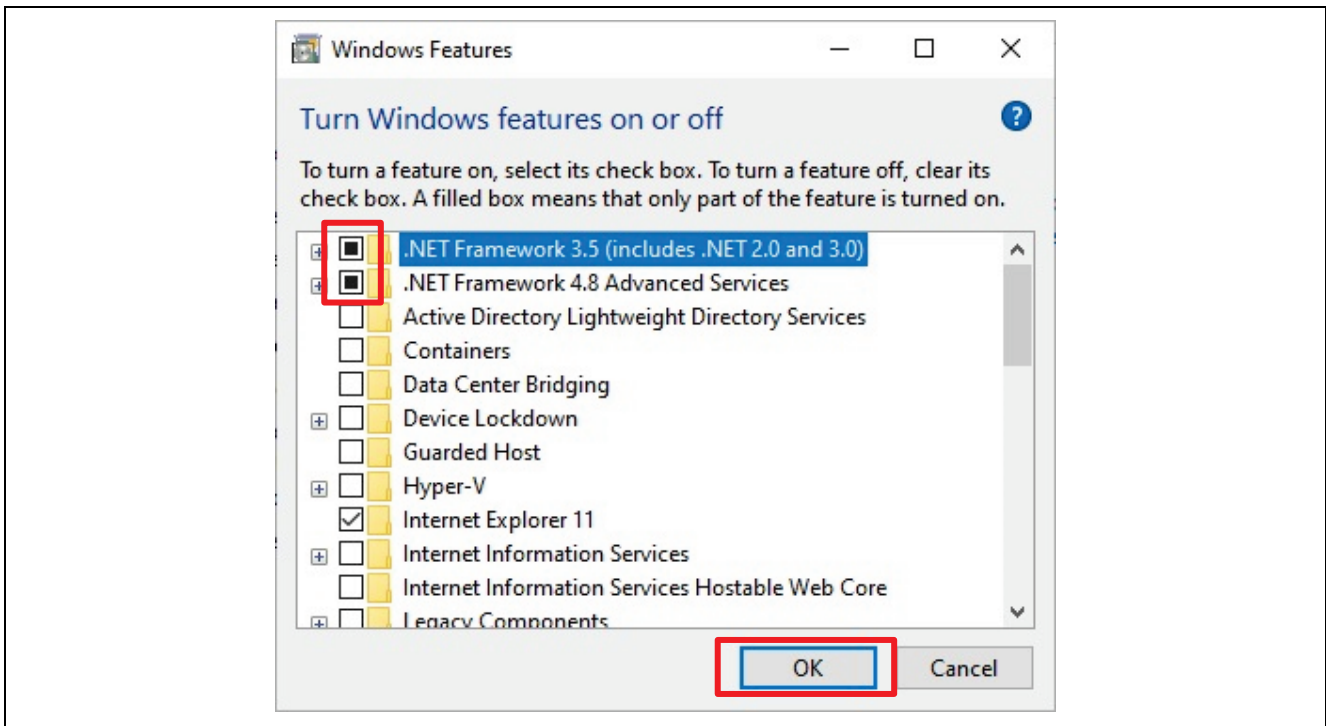 Windows Features
Turn Windows features on or off
?
To turn a feature on, select its check box. To turn a feature off, clear its
check box. A filled box means that only part of the feature is turned on.
.NET Framework 3.5 (includes .NET 2.0 and 3.0)
.NET Framework 4.8 Advanced Services
Active Directory Lightweight Directory Services
Containers
Data Center Bridging
Device Lockdown
Guarded Host
Hyper-V
Internet Explorer 11
Internet Information Services
Internet Information Services Hostable Web Core
Legacy Components
OK Cancel